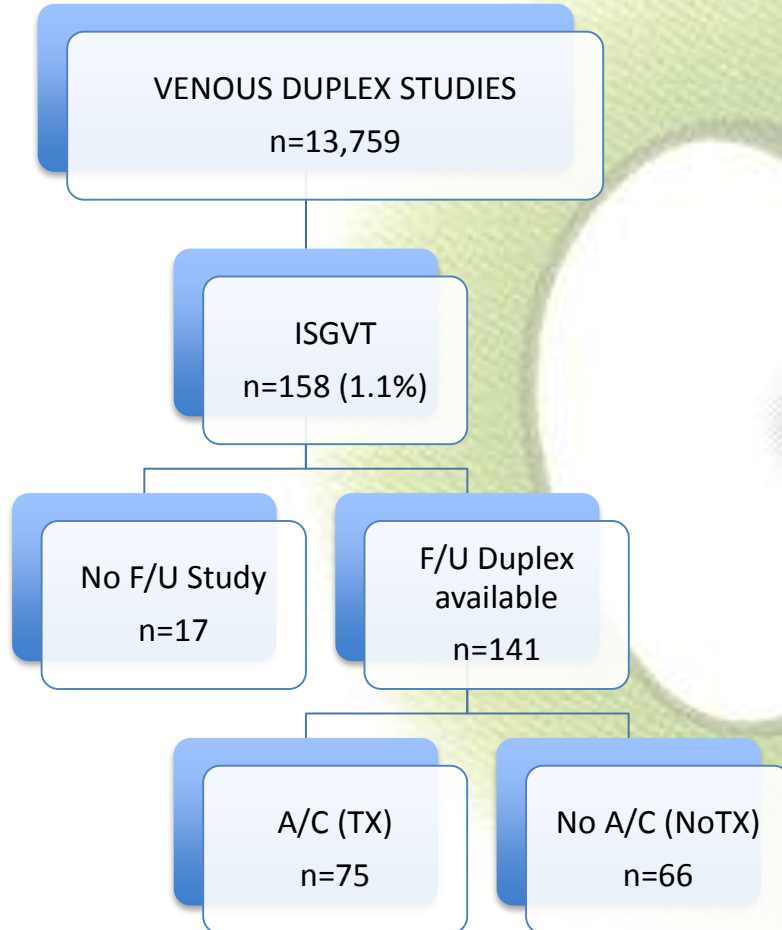 VENOUS DUPLEX STUDIES
n=13,759
ISGVT
n=158 (1.1%)
No F/U Study
n=17
F/U Duplex
available
n=141
A/C (TX)
n=75
No A/C (NoTX)
n=66